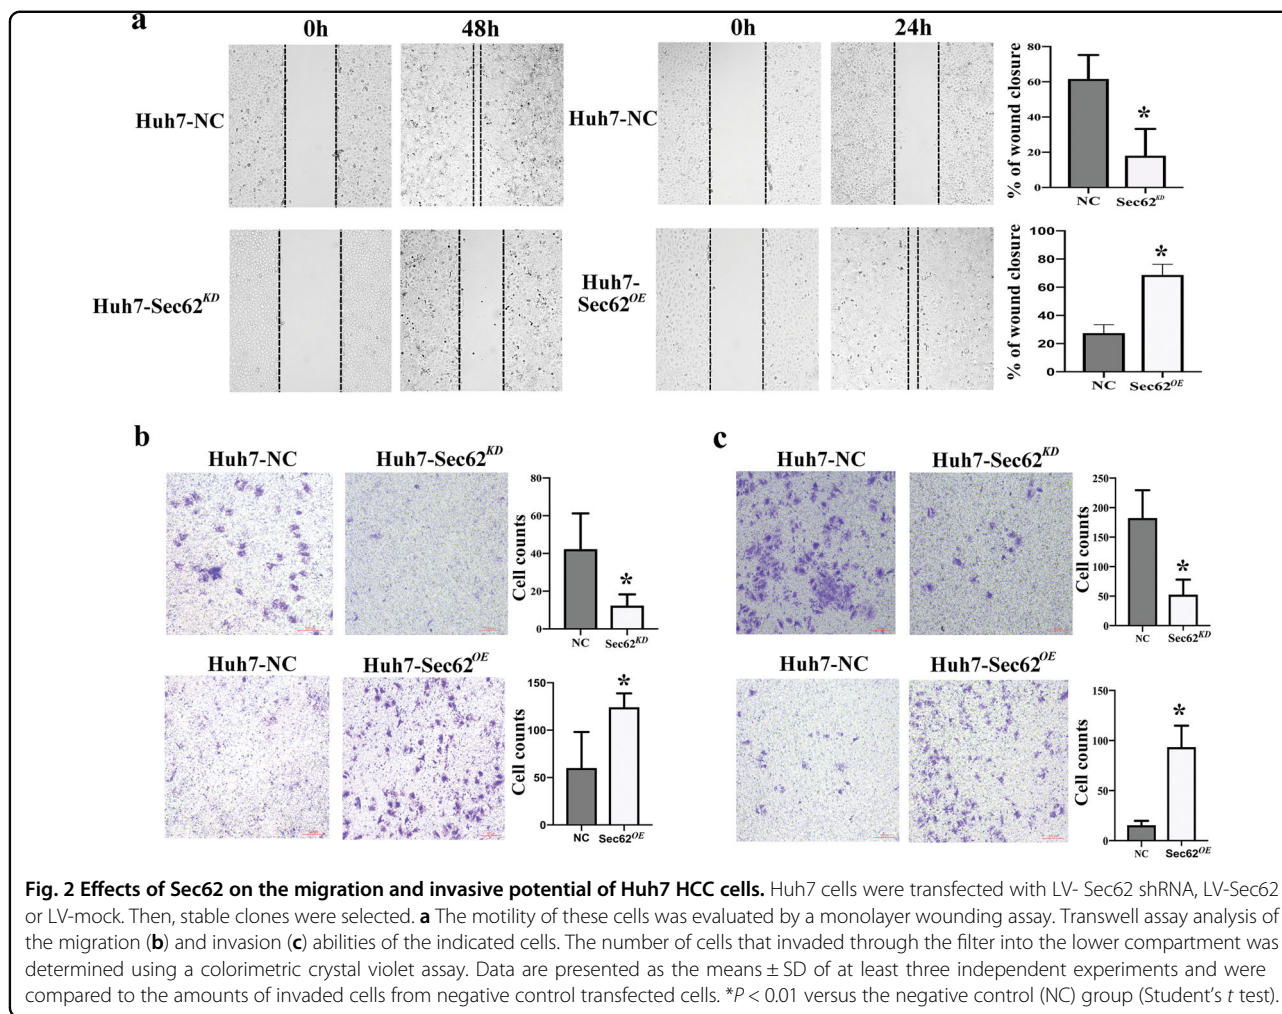 a
0h 48h 0h 24h
Huh7-NC
Huh7-NC
% of wound closure
80
60
40
20
0
*
NC Sec62KD
Huh7-Sec62KD
Huh7-
Sec62OE
% of wound closure
100
80
60
40
20
0
*
NC Sec62OE
b
Huh7-NC Huh7-Sec62KD
Cell counts
80
60
40
20
0
*
NC Sec62KD
Huh7-NC Huh7-Sec62OE
Cell counts
150
100
50
0
*
NC Sec62OE
c
Huh7-NC Huh7-Sec62KD
Cell counts
250
200
150
100
50
0
*
NC Sec62KD
Huh7-NC Huh7-Sec62OE
Cell counts
150
100
50
0
*
NC Sec62OE
Fig. 2 Effects of Sec62 on the migration and invasive potential of Huh7 HCC cells. Huh7 cells were transfected with LV- Sec62 shRNA, LV-Sec62
or LV-mock. Then, stable clones were selected. a The motility of these cells was evaluated by a monolayer wounding assay. Transwell assay analysis of
the migration (b) and invasion (c) abilities of the indicated cells. The number of cells that invaded through the filter into the lower compartment was
determined using a colorimetric crystal violet assay. Data are presented as the means ± SD of at least three independent experiments and were
compared to the amounts of invaded cells from negative control transfected cells. *P < 0.01 versus the negative control (NC) group (Student's t test).